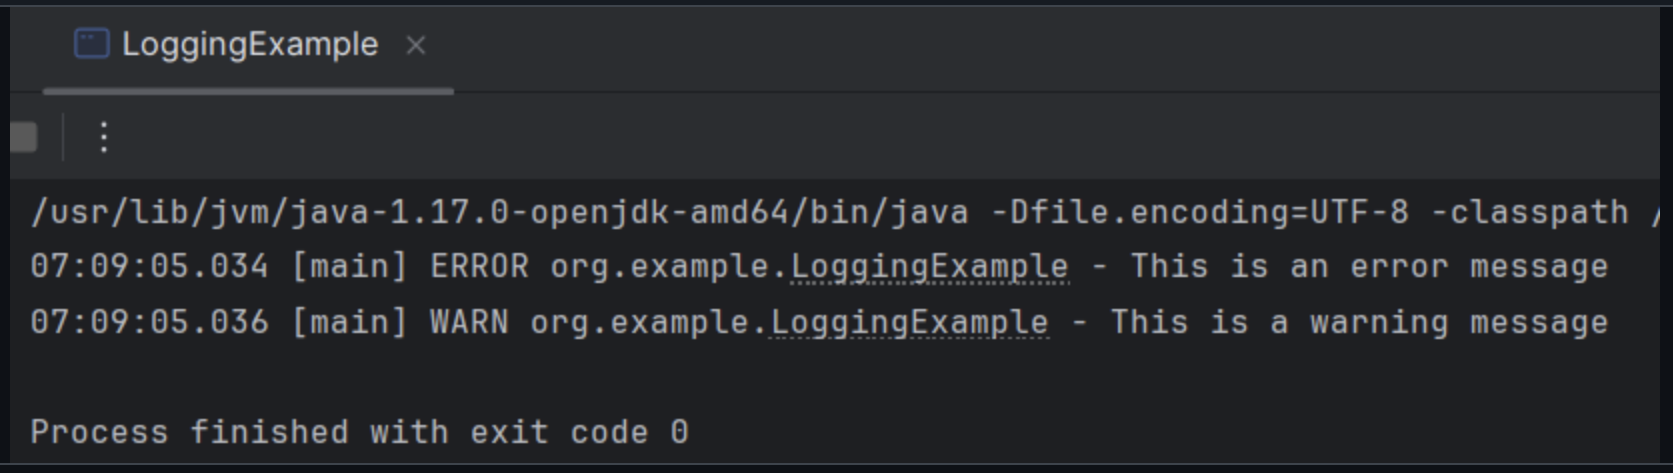 LoggingExample
/usr/lib/jvm/java-1.17.0-openjdk-amd64/bin/java -Dfile.encoding=UTF-8 -classpath /
07:09:05.034 [main] ERROR org.example.LoggingExample - This is an error message
07:09:05.036 [main] WARN org.example.LoggingExample - This is a warning message
Process finished with exit code 0